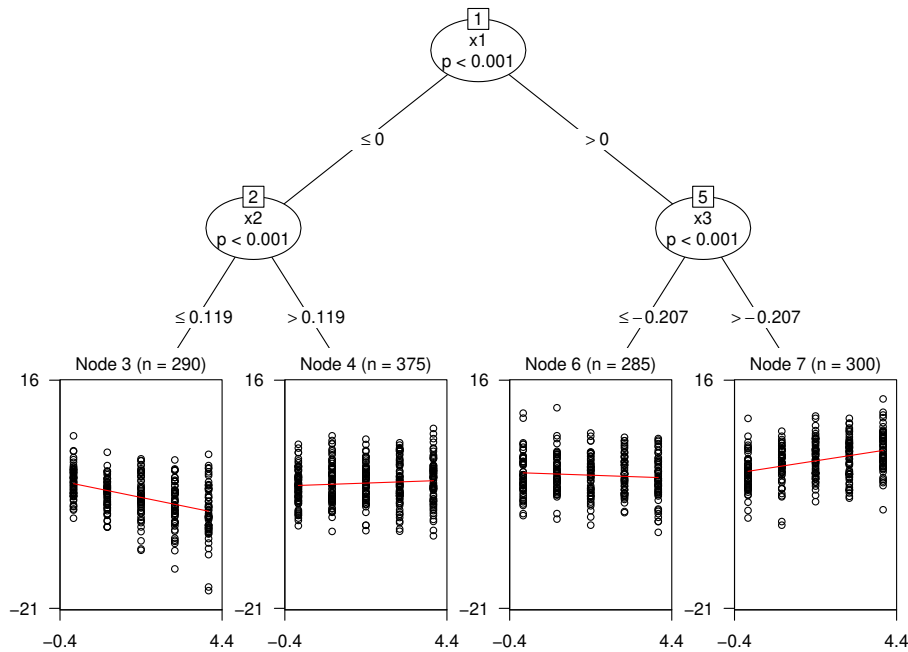 1
x1
p < 0.001
≤ 0
> 0
2
x2
p < 0.001
5
x3
p < 0.001
≤ 0.119
> 0.119
≤ −0.207
> −0.207
Node 3 (n = 290)
Node 4 (n = 375)
Node 6 (n = 285)
Node 7 (n = 300)
16
16
16
16
−21
−21
−21
−21
−0.4
4.4
−0.4
4.4
−0.4
4.4
−0.4
4.4